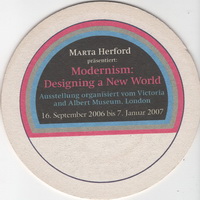 MARTa Herford
präsentiert:
Modernism:
Designing a New World
Ausstellung organisiert vom Victoria
and Albert Museum, London
16. September 2006 bis 7. Januar 2007